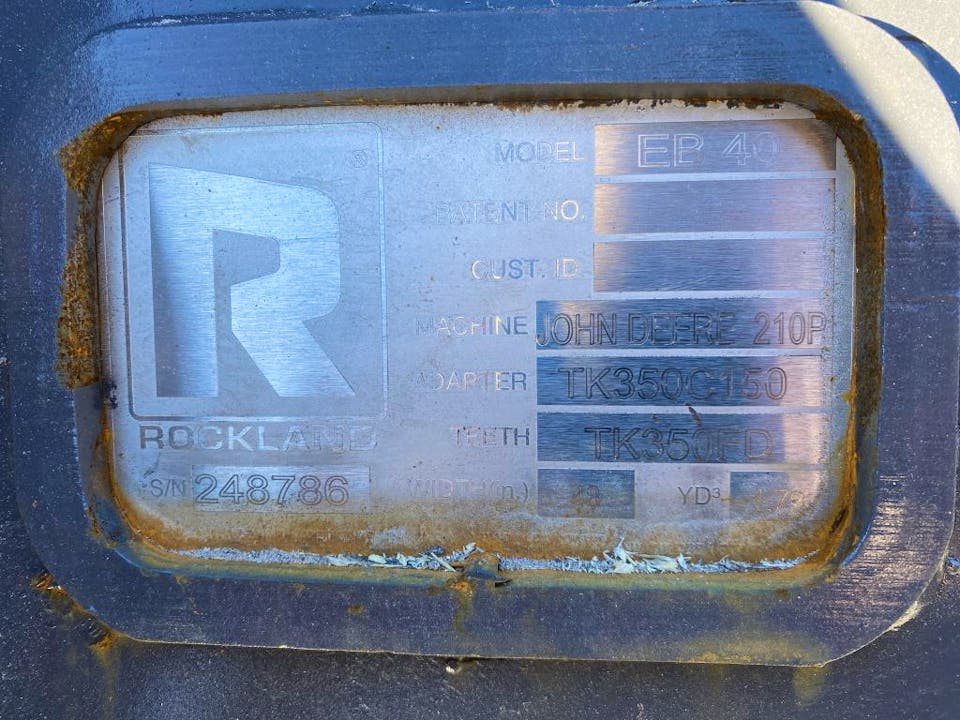 R ®
ROCKLAND
S/N 248786
MODEL EB 40
PATENT NO.
CUST. ID
MACHINE JOHN DEERE 210P
ADAPTER TK350C150
TEETH TK350FD
WIDTH(in.)
YD³